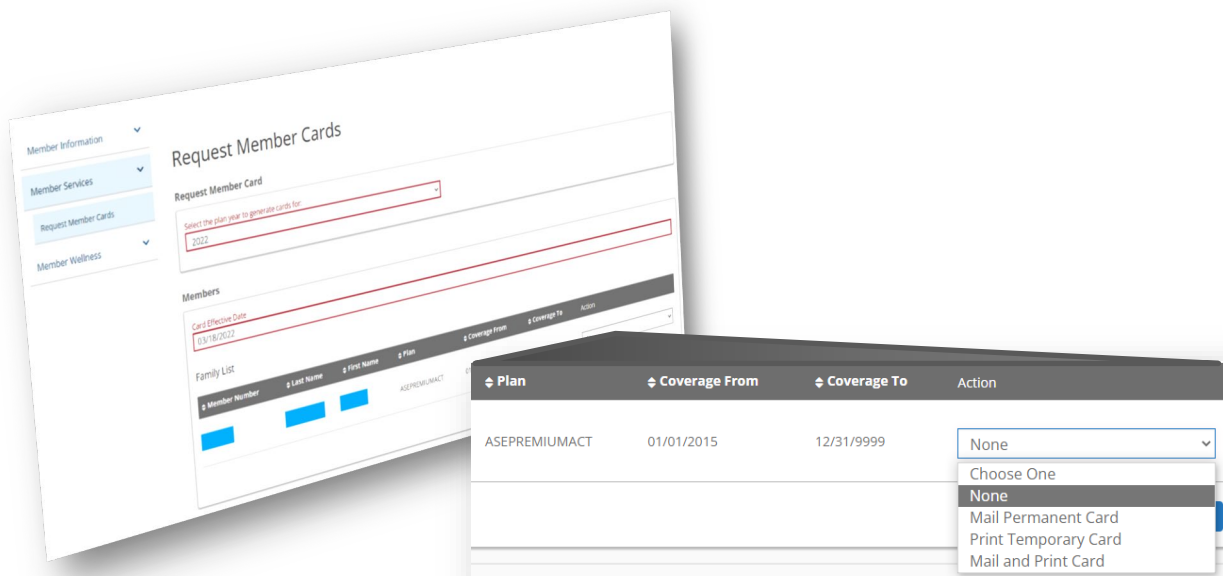 Member Information
Member Services
Request Member Cards
Member Wellness
Request Member Cards
Request Member Card
Select the plan year to generate cards for
2022
Members
Card Effective Date
03/18/2022
Family List
Member Number Last Name First Name Plan Coverage From Coverage To Action
ASEPREMIUMACT
Plan Coverage From Coverage To Action
ASEPREMIUMACT 01/01/2015 12/31/9999 None
Choose One
None
Mail Permanent Card
Print Temporary Card
Mail and Print Card